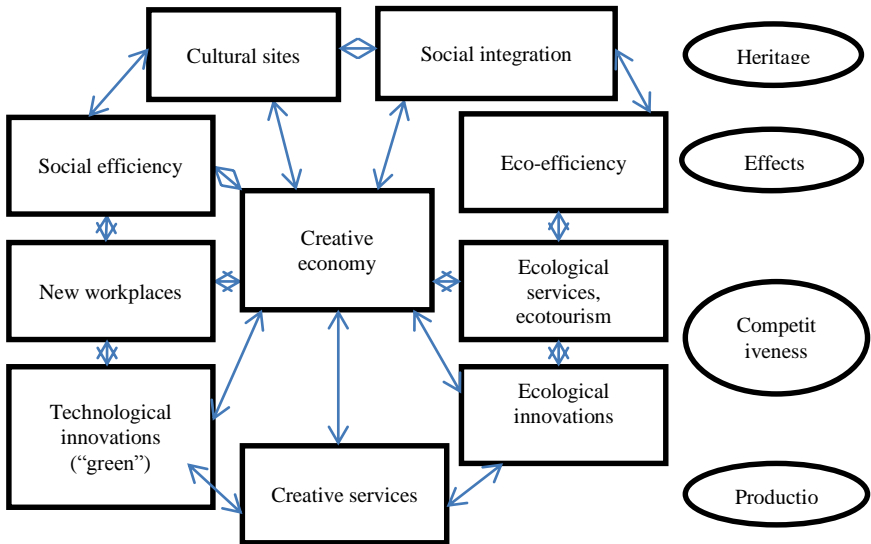 Cultural sites
Social integration
Heritage
Social efficiency
Eco-efficiency
Effects
Creative
economy
New workplaces
Ecological
services,
ecotourism
Competit
iveness
Technological
innovations
(“green”)
Ecological
innovations
Creative services
Productio